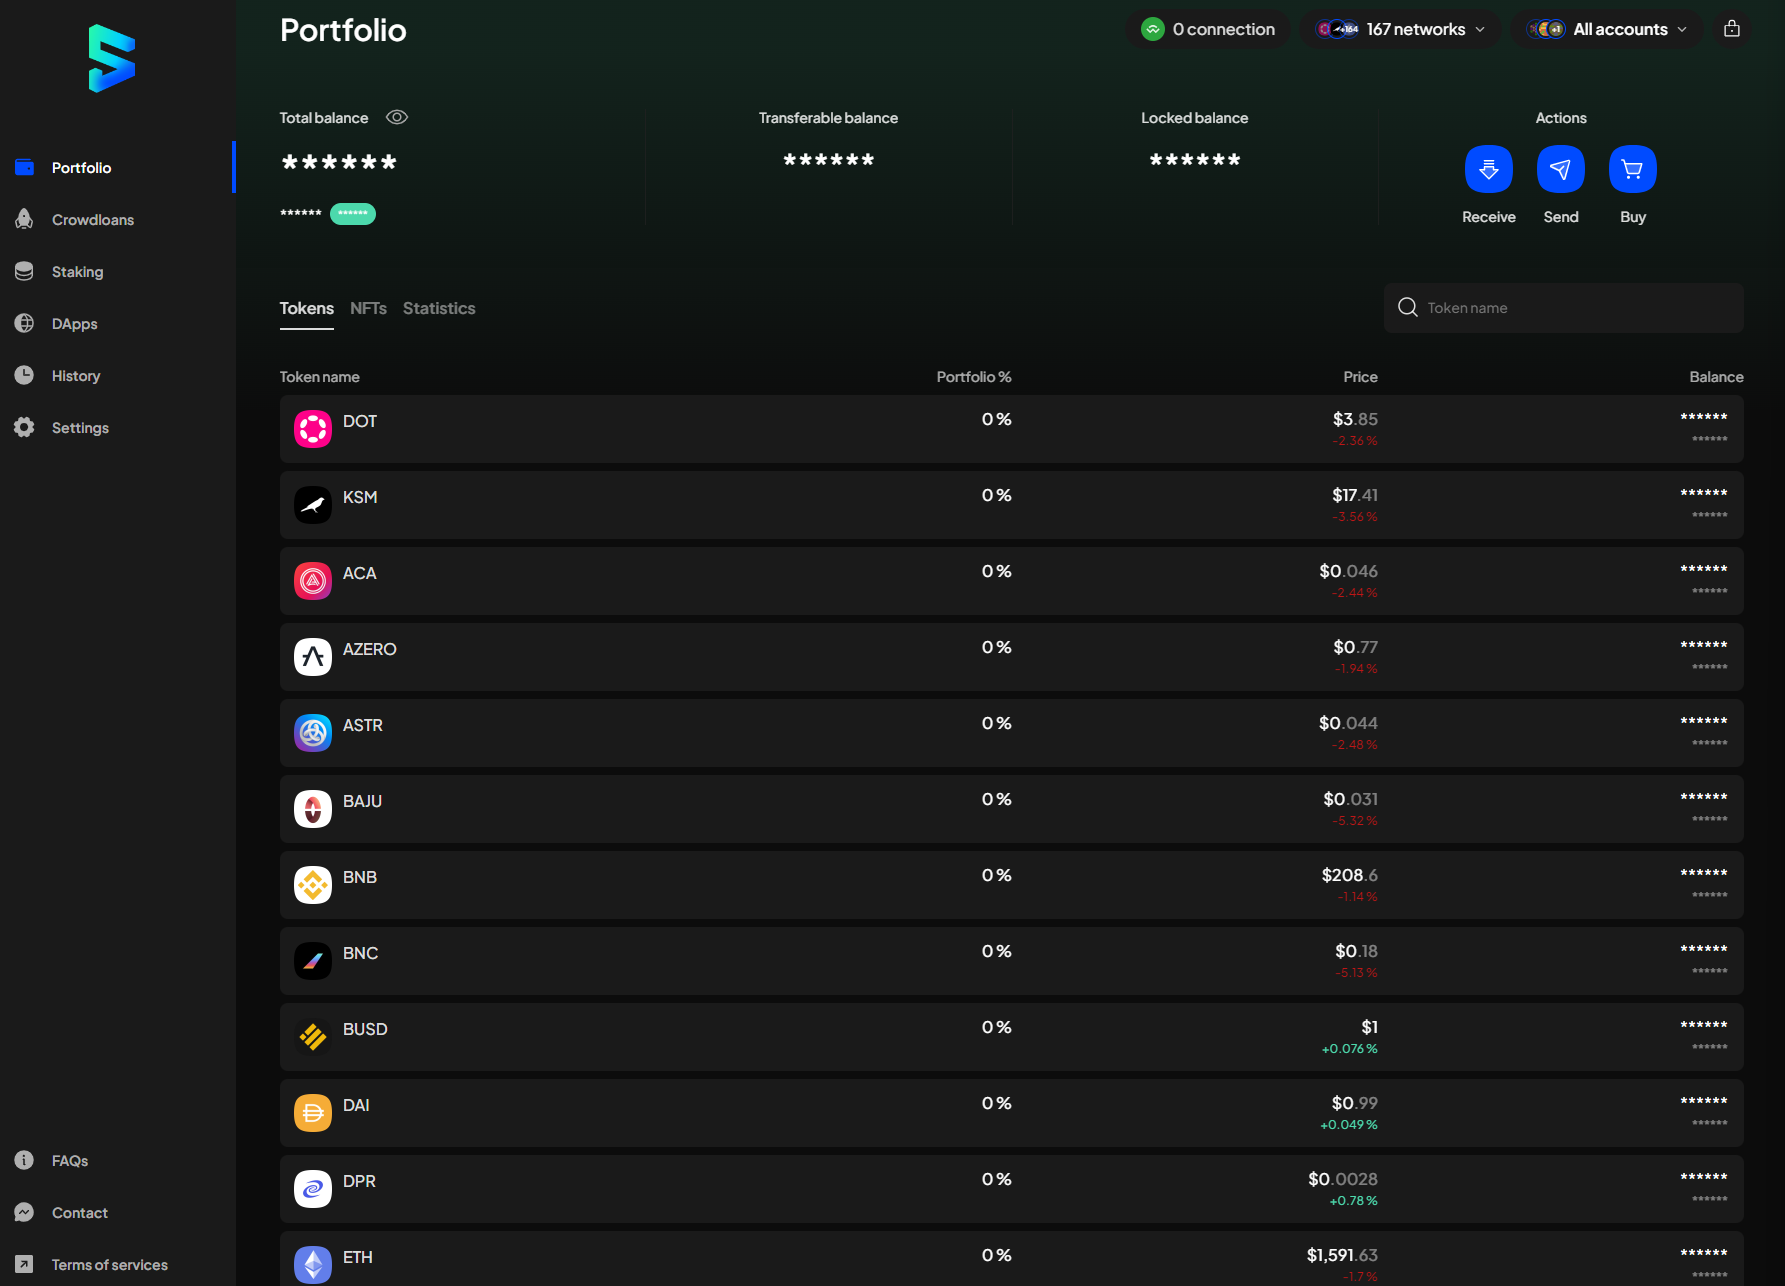 Portfolio
0 connection
+164
167 networks
+1
All accounts
Portfolio
Crowdloans
Staking
DApps
History
Settings
FAQs
Contact
Terms of services
Total balance
******
****** ******
Transferable balance
******
Locked balance
******
Actions
Receive
Send
Buy
Tokens NFTs Statistics
Token name
Token name Portfolio % Price Balance
DOT 0 % $3.85 ******
-2.36 % ******
KSM 0 % $17.41 ******
-3.56 % ******
ACA 0 % $0.046 ******
-2.44 % ******
AZERO 0 % $0.77 ******
-1.94 % ******
ASTR 0 % $0.044 ******
-2.48 % ******
BAJU 0 % $0.031 ******
-5.32 % ******
BNB 0 % $208.6 ******
-1.14 % ******
BNC 0 % $0.18 ******
-5.13 % ******
BUSD 0 % $1 ******
+0.076 % ******
DAI 0 % $0.99 ******
+0.049 % ******
DPR 0 % $0.0028 ******
+0.78 % ******
ETH 0 % $1,591.63 ******
-1.7 % ******